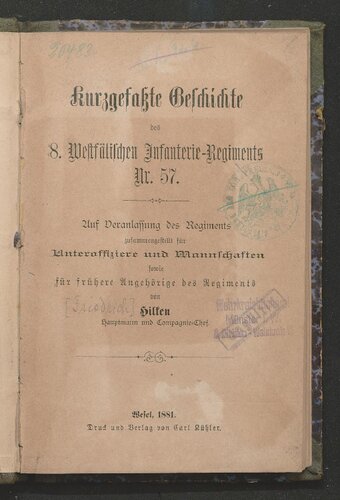 20483.
Kurzgefaßte Geschichte
des
8. Westfälischen Infanterie-Regiments
Nr. 57.
Auf Veranlassung des Regiments
zusammengestellt für
Unteroffiziere und Mannschaften
sowie
für frühere Angehörige des Regiments
von
Hilken
Hauptmann und Compagnie-Chef.
Münster
Wesel, 1881.
Druck und Verlag von Carl Kühler.